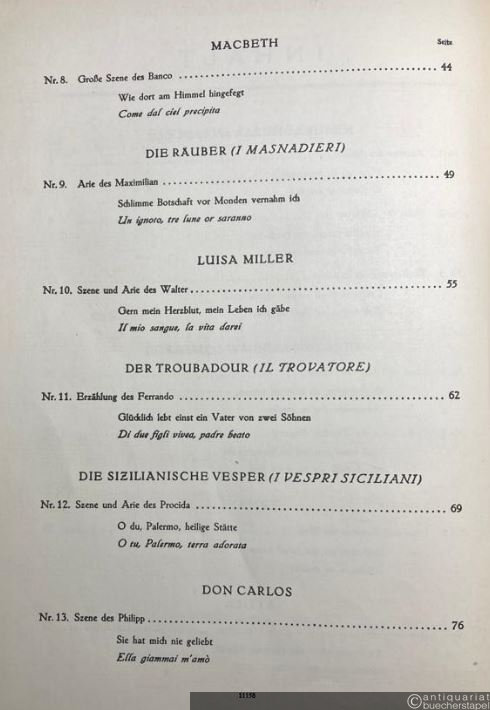 MACBETH
Seite
Nr. 8. Große Szene des Banco ........ 44
Wie dort am Himmel hingefegt
Come dal ciel precipita
DIE RÄUBER (I MASNADIERI)
Nr. 9. Arie des Maximilian ........ 49
Schlimme Botschaft vor Monden vernahm ich
Un ignoto, tre lune or saranno
LUISA MILLER
Nr. 10. Szene und Arie des Walter ........ 55
Gern mein Herzblut, mein Leben ich gäbe
Il mio sangue, la vita darei
DER TROUBADOUR (IL TROVATORE)
Nr. 11. Erzählung des Ferrando ........ 62
Glücklich lebt einst ein Vater von zwei Söhnen
Di due figli vivea, padre beato
DIE SIZILIANISCHE VESPER (I VESPRI SICILIANI)
Nr. 12. Szene und Arie des Procida ........ 69
O du, Palermo, heilige Stätte
O tu, Palermo, terra adorata
DON CARLOS
Nr. 13. Szene des Philipp ........ 76
Sie hat mich nie geliebt
Ella giammai m'amò
11158
© antiquariat
buecherstapel